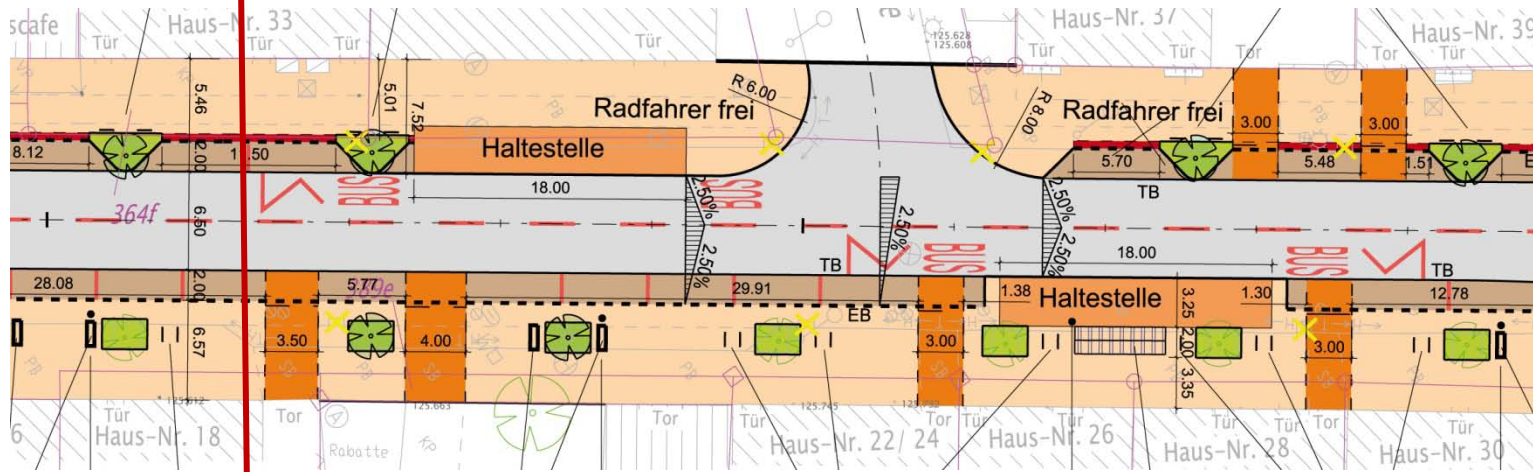 scafe
Haus-Nr. 33
Haus-Nr. 37
Haus-Nr. 39
Tür
Tür
Tür
Tür
125.628
125.608
Tür
Tür
Tor
Tor
Tür
5.46
5.01
7.52
R 6.00
Radfahrer frei
R 8.00
Radfahrer frei
3.00
3.00
Haltestelle
8.12
2.00
5.70
5.48
1.51
18.00
BUS
BUS
2.50%
2.50%
TB
364f
6.50
2.50%
2.50%
2.50%
BUS
18.00
BUS
TB
TB
28.08
2.00
5.77
29.91
1.38
Haltestelle
1.30
12.78
EB
3.25
6.57
3.50
4.00
3.00
2.00
3.00
3.35
PB
SB
PB
SB
PB
125.612
125.663
125.745
Tür
Tor
Tor
Tür
Tor
Tür
Tür
Tor
Tür
6
Haus-Nr. 18
Rabatte
Haus-Nr. 22/ 24
Haus-Nr. 26
Haus-Nr. 28
Haus-Nr. 30